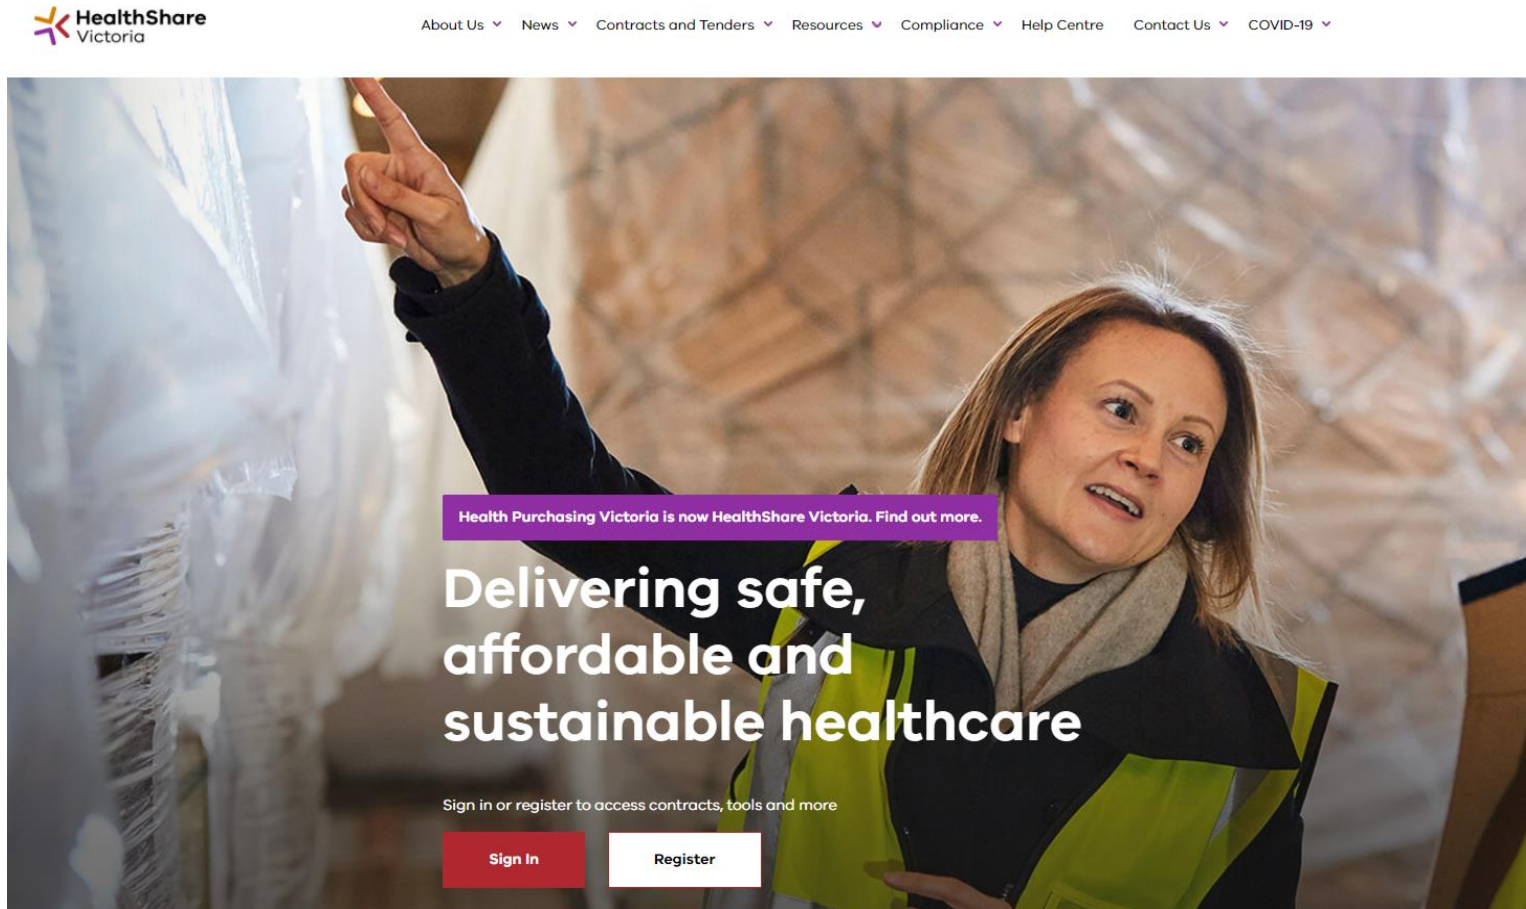 HealthShare
Victoria
About Us
News
Contracts and Tenders
Resources
Compliance
Help Centre
Contact Us
COVID-19
Health Purchasing Victoria is now HealthShare Victoria. Find out more.
Delivering safe,
affordable and
sustainable healthcare
Sign in or register to access contracts, tools and more
Sign In
Register